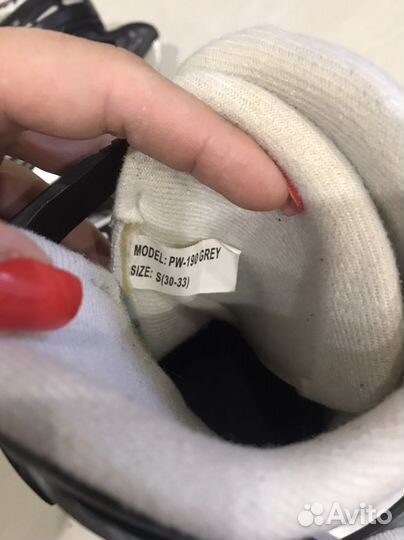 MODEL: PW-190 GREY
SIZE: S(30-33)
Avito